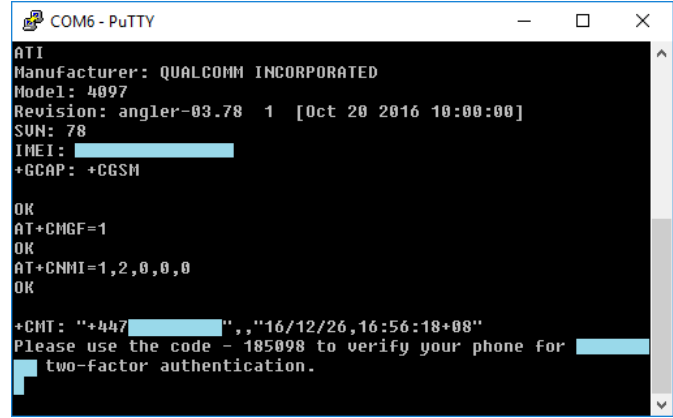 COM6 - PuTTY
ATI
Manufacturer: QUALCOMM INCORPORATED
Model: 4097
Revision: angler-03.78  1  [Oct 20 2016 10:00:00]
SVN: 78
IMEI:
+GCAP: +CGSM
OK
AT+CMGF=1
OK
AT+CNMI=1,2,0,0,0
OK
+CMT: "+447",,"16/12/26,16:56:18+08"
Please use the code - 185098 to verify your phone for
two-factor authentication.